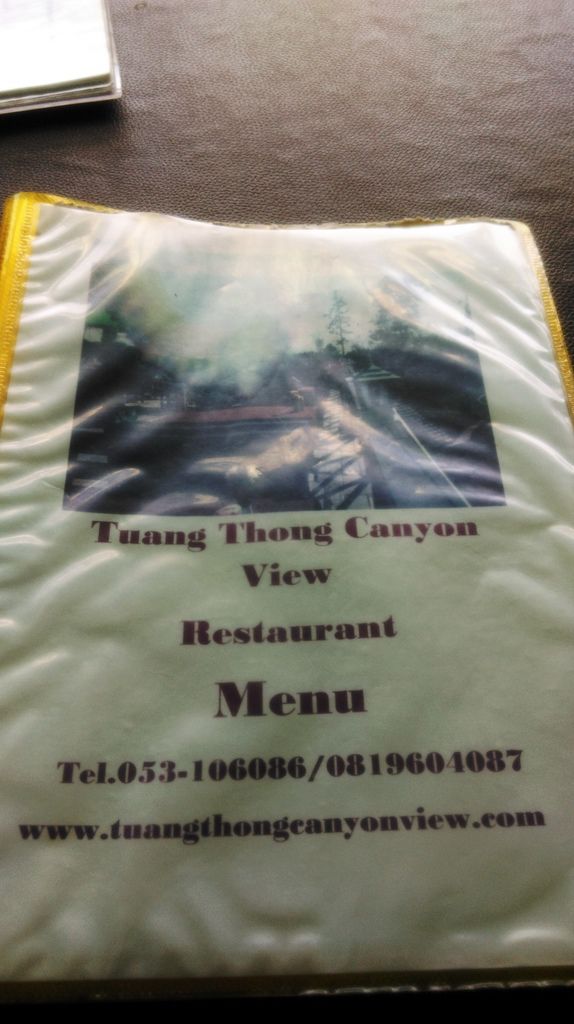 Tuang Thong Canyon
View
Restaurant
Menu
Tel.053-106086/0819604087
www.tuangthongcanyonview.com